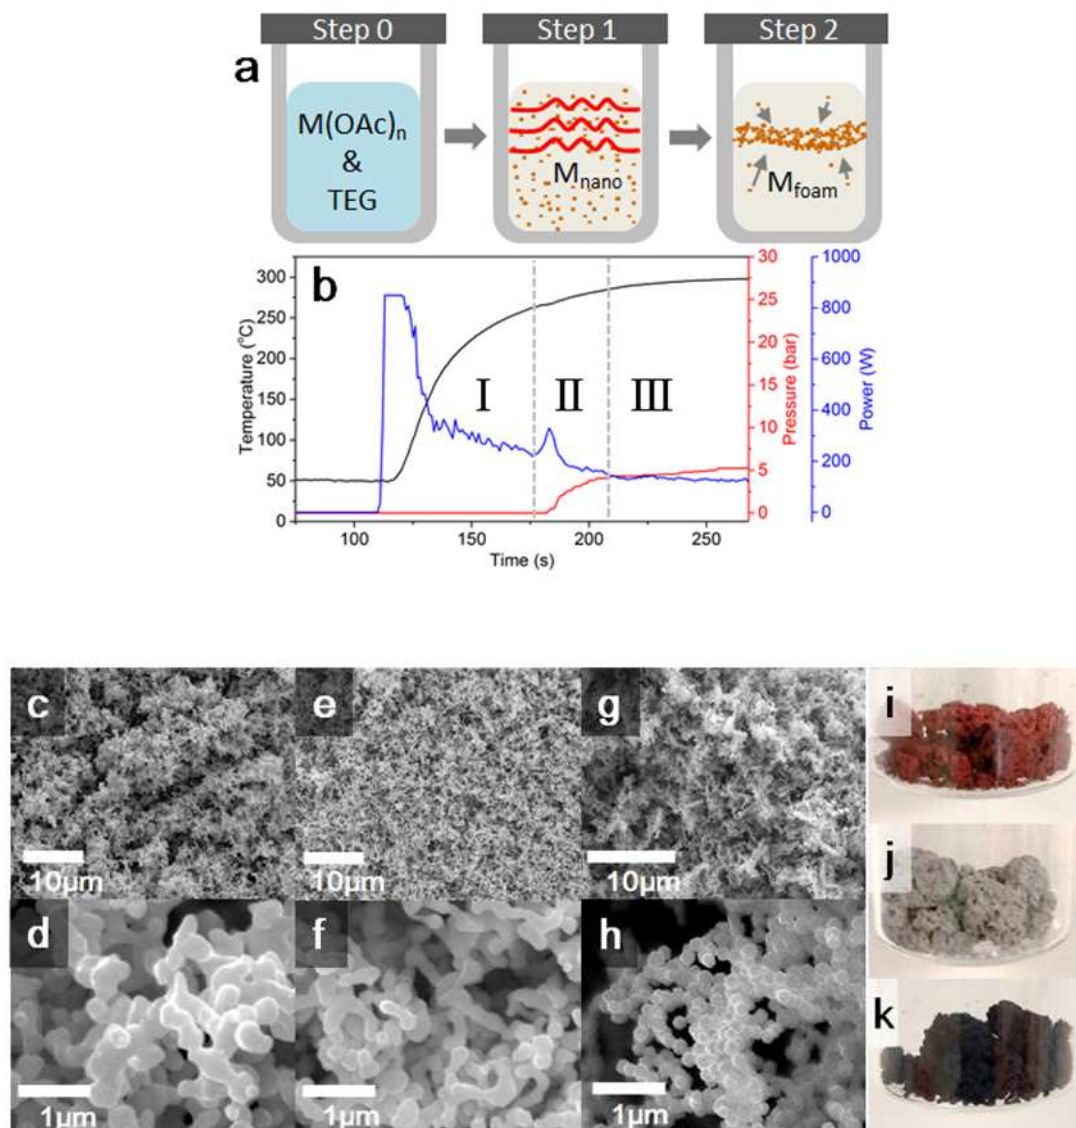 Step 0
Step 1
Step 2
a
M(OAc)n
&
TEG
Mnano
Mfoam
b
I
II
III
300
250
200
150
100
50
0
Temperature (°C)
100
150
200
250
Time (s)
30
25
20
15
10
5
0
Pressure (bar)
1000
800
600
400
200
0
Power (W)
c
e
g
i
10µm
10µm
10µm
j
d
f
h
k
1µm
1µm
1µm